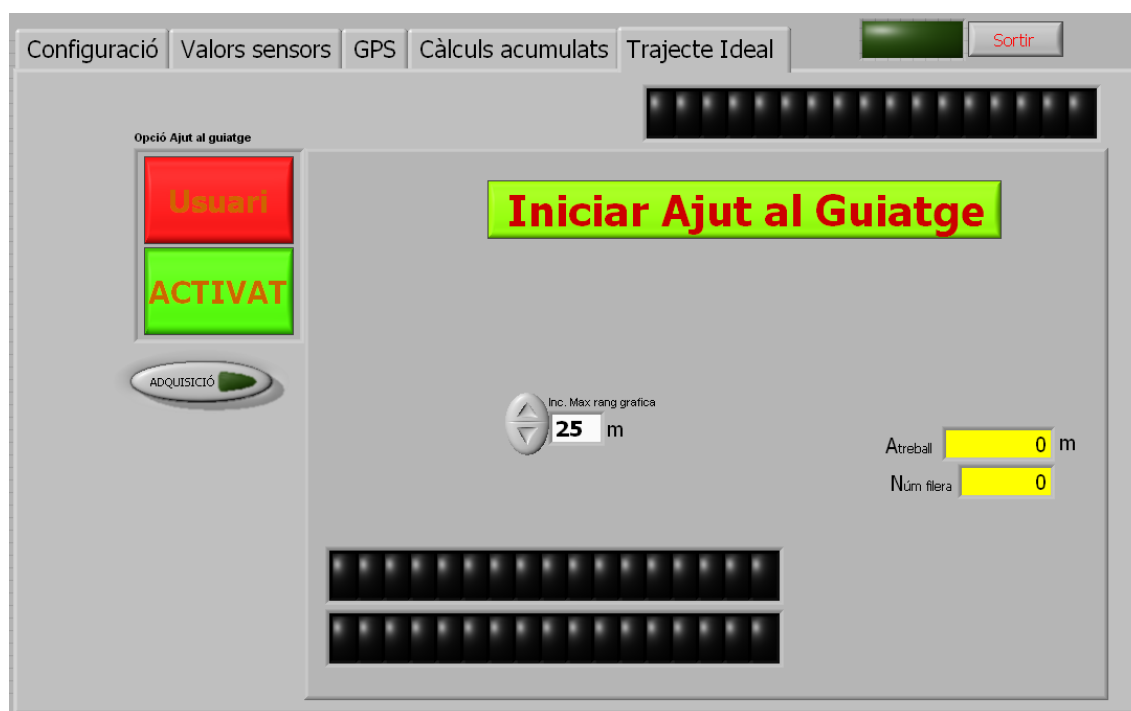 Configuració Valors sensors GPS Càlculs acumulats Trajecte Ideal Sortir
Opció Ajut al guiatge
Usuari
Iniciar Ajut al Guiatge
ACTIVAT
ADQUISICIÓ
Inc. Max rang grafica
25 m
Atreball 0 m
Núm filera 0